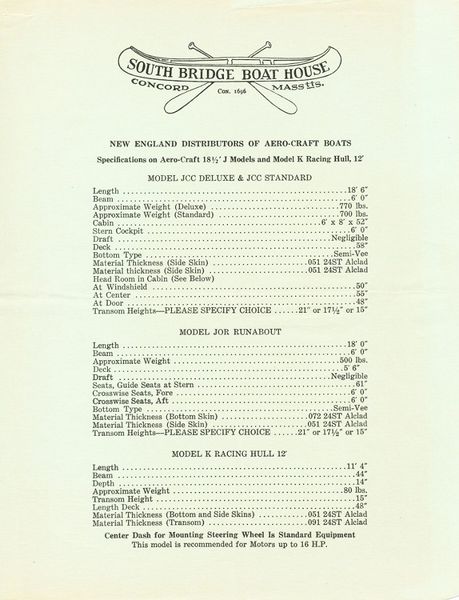 SOUTH BRIDGE BOAT HOUSE
CONCORD Con. 1656 MASSTTS.
NEW ENGLAND DISTRIBUTORS OF AERO-CRAFT BOATS
Specifications on Aero-Craft 18½' J Models and Model K Racing Hull, 12'
MODEL JCC DELUXE & JCC STANDARD
Length ........ 18' 6"
Beam ........ 6' 0"
Approximate Weight (Deluxe) ........ 770 lbs.
Approximate Weight (Standard) ........ 700 lbs.
Cabin ........ 6' x 8' x 52"
Stern Cockpit ........ 6' 0"
Draft ........ Negligible
Deck ........ 58"
Bottom Type ........ Semi-Vee
Material Thickness (Side Skin) ........ .051 24ST Alclad
Material thickness (Side Skin) ........ .051 24ST Alclad
Head Room in Cabin (See Below)
At Windshield ........ 50"
At Center ........ 55"
At Door ........ 48"
Transom Heights—PLEASE SPECIFY CHOICE ......21" or 17½" or 15"
MODEL JOR RUNABOUT
Length ........ 18' 0"
Beam ........ 6' 0"
Approximate Weight ........ 500 lbs.
Deck ........ 5' 6"
Draft ........ Negligible
Seats, Guide Seats at Stern ........ 61"
Crosswise Seats, Fore ........ 6' 0"
Crosswise Seats, Aft ........ 6' 0"
Bottom Type ........ Semi-Vee
Material Thickness (Bottom Skin) ........ .072 24ST Alclad
Material Thickness (Side Skin) ........ .051 24ST Alclad
Transom Heights—PLEASE SPECIFY CHOICE ......21" or 17½" or 15"
MODEL K RACING HULL 12'
Length ........ 11' 4"
Beam ........ 44"
Depth ........ 14"
Approximate Weight ........ 80 lbs.
Transom Height ........ 15"
Length Deck ........ 48"
Material Thickness (Bottom and Side Skins) ........ .051 24ST Alclad
Material Thickness (Transom) ........ .091 24ST Alclad
Center Dash for Mounting Steering Wheel Is Standard Equipment
This model is recommended for Motors up to 16 H.P.